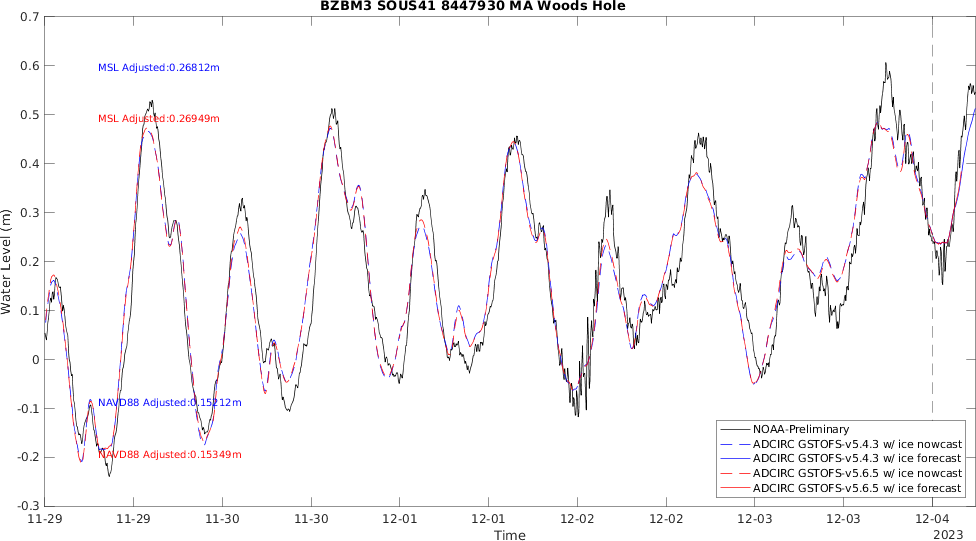 BZBM3 SOUS41 8447930 MA Woods Hole
0.7
0.6
0.5
0.4
0.3
0.2
0.1
0
-0.1
-0.2
-0.3
Water Level (m)
MSL Adjusted:0.26812m
MSL Adjusted:0.26949m
NAVD88 Adjusted:0.15212m
NAVD88 Adjusted:0.15349m
NOAA-Preliminary
ADCIRC GSTOFS-v5.4.3 w/ ice nowcast
ADCIRC GSTOFS-v5.4.3 w/ ice forecast
ADCIRC GSTOFS-v5.6.5 w/ ice nowcast
ADCIRC GSTOFS-v5.6.5 w/ ice forecast
11-29 11-29 11-30 11-30 12-01 12-01 12-02 12-02 12-03 12-03 12-04
Time
2023